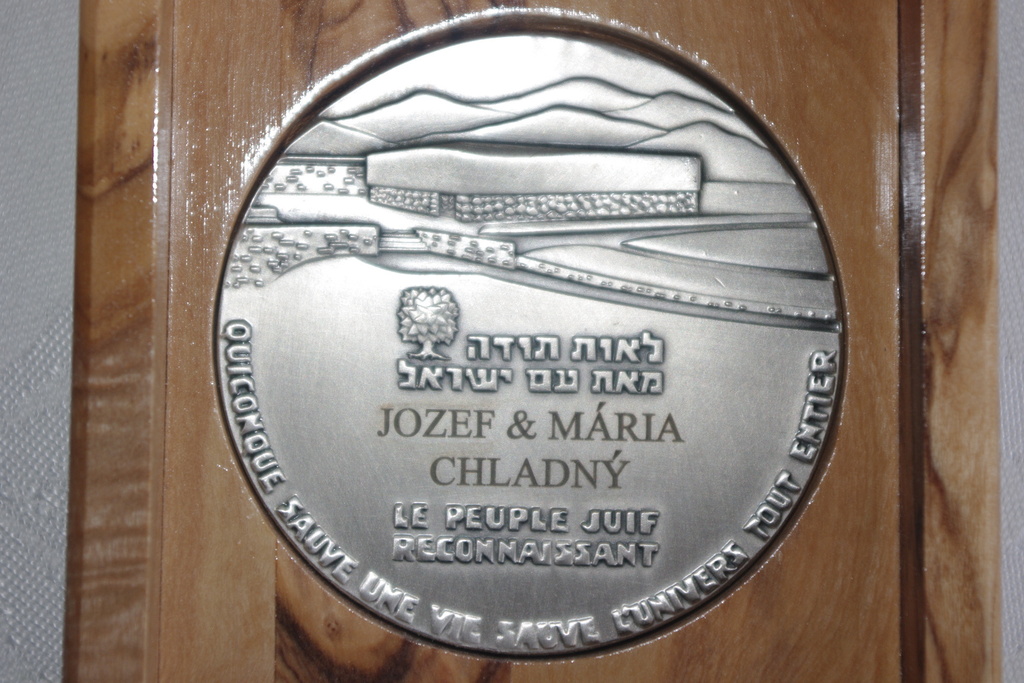 לאות תודה
מאת עם ישראל
JOZEF & MÁRIA
CHLADNÝ
LE PEUPLE JUIF
RECONNAISSANT
QUICONQUE SAUVE UNE VIE SAUVE L'UNIVERS TOUT ENTIER